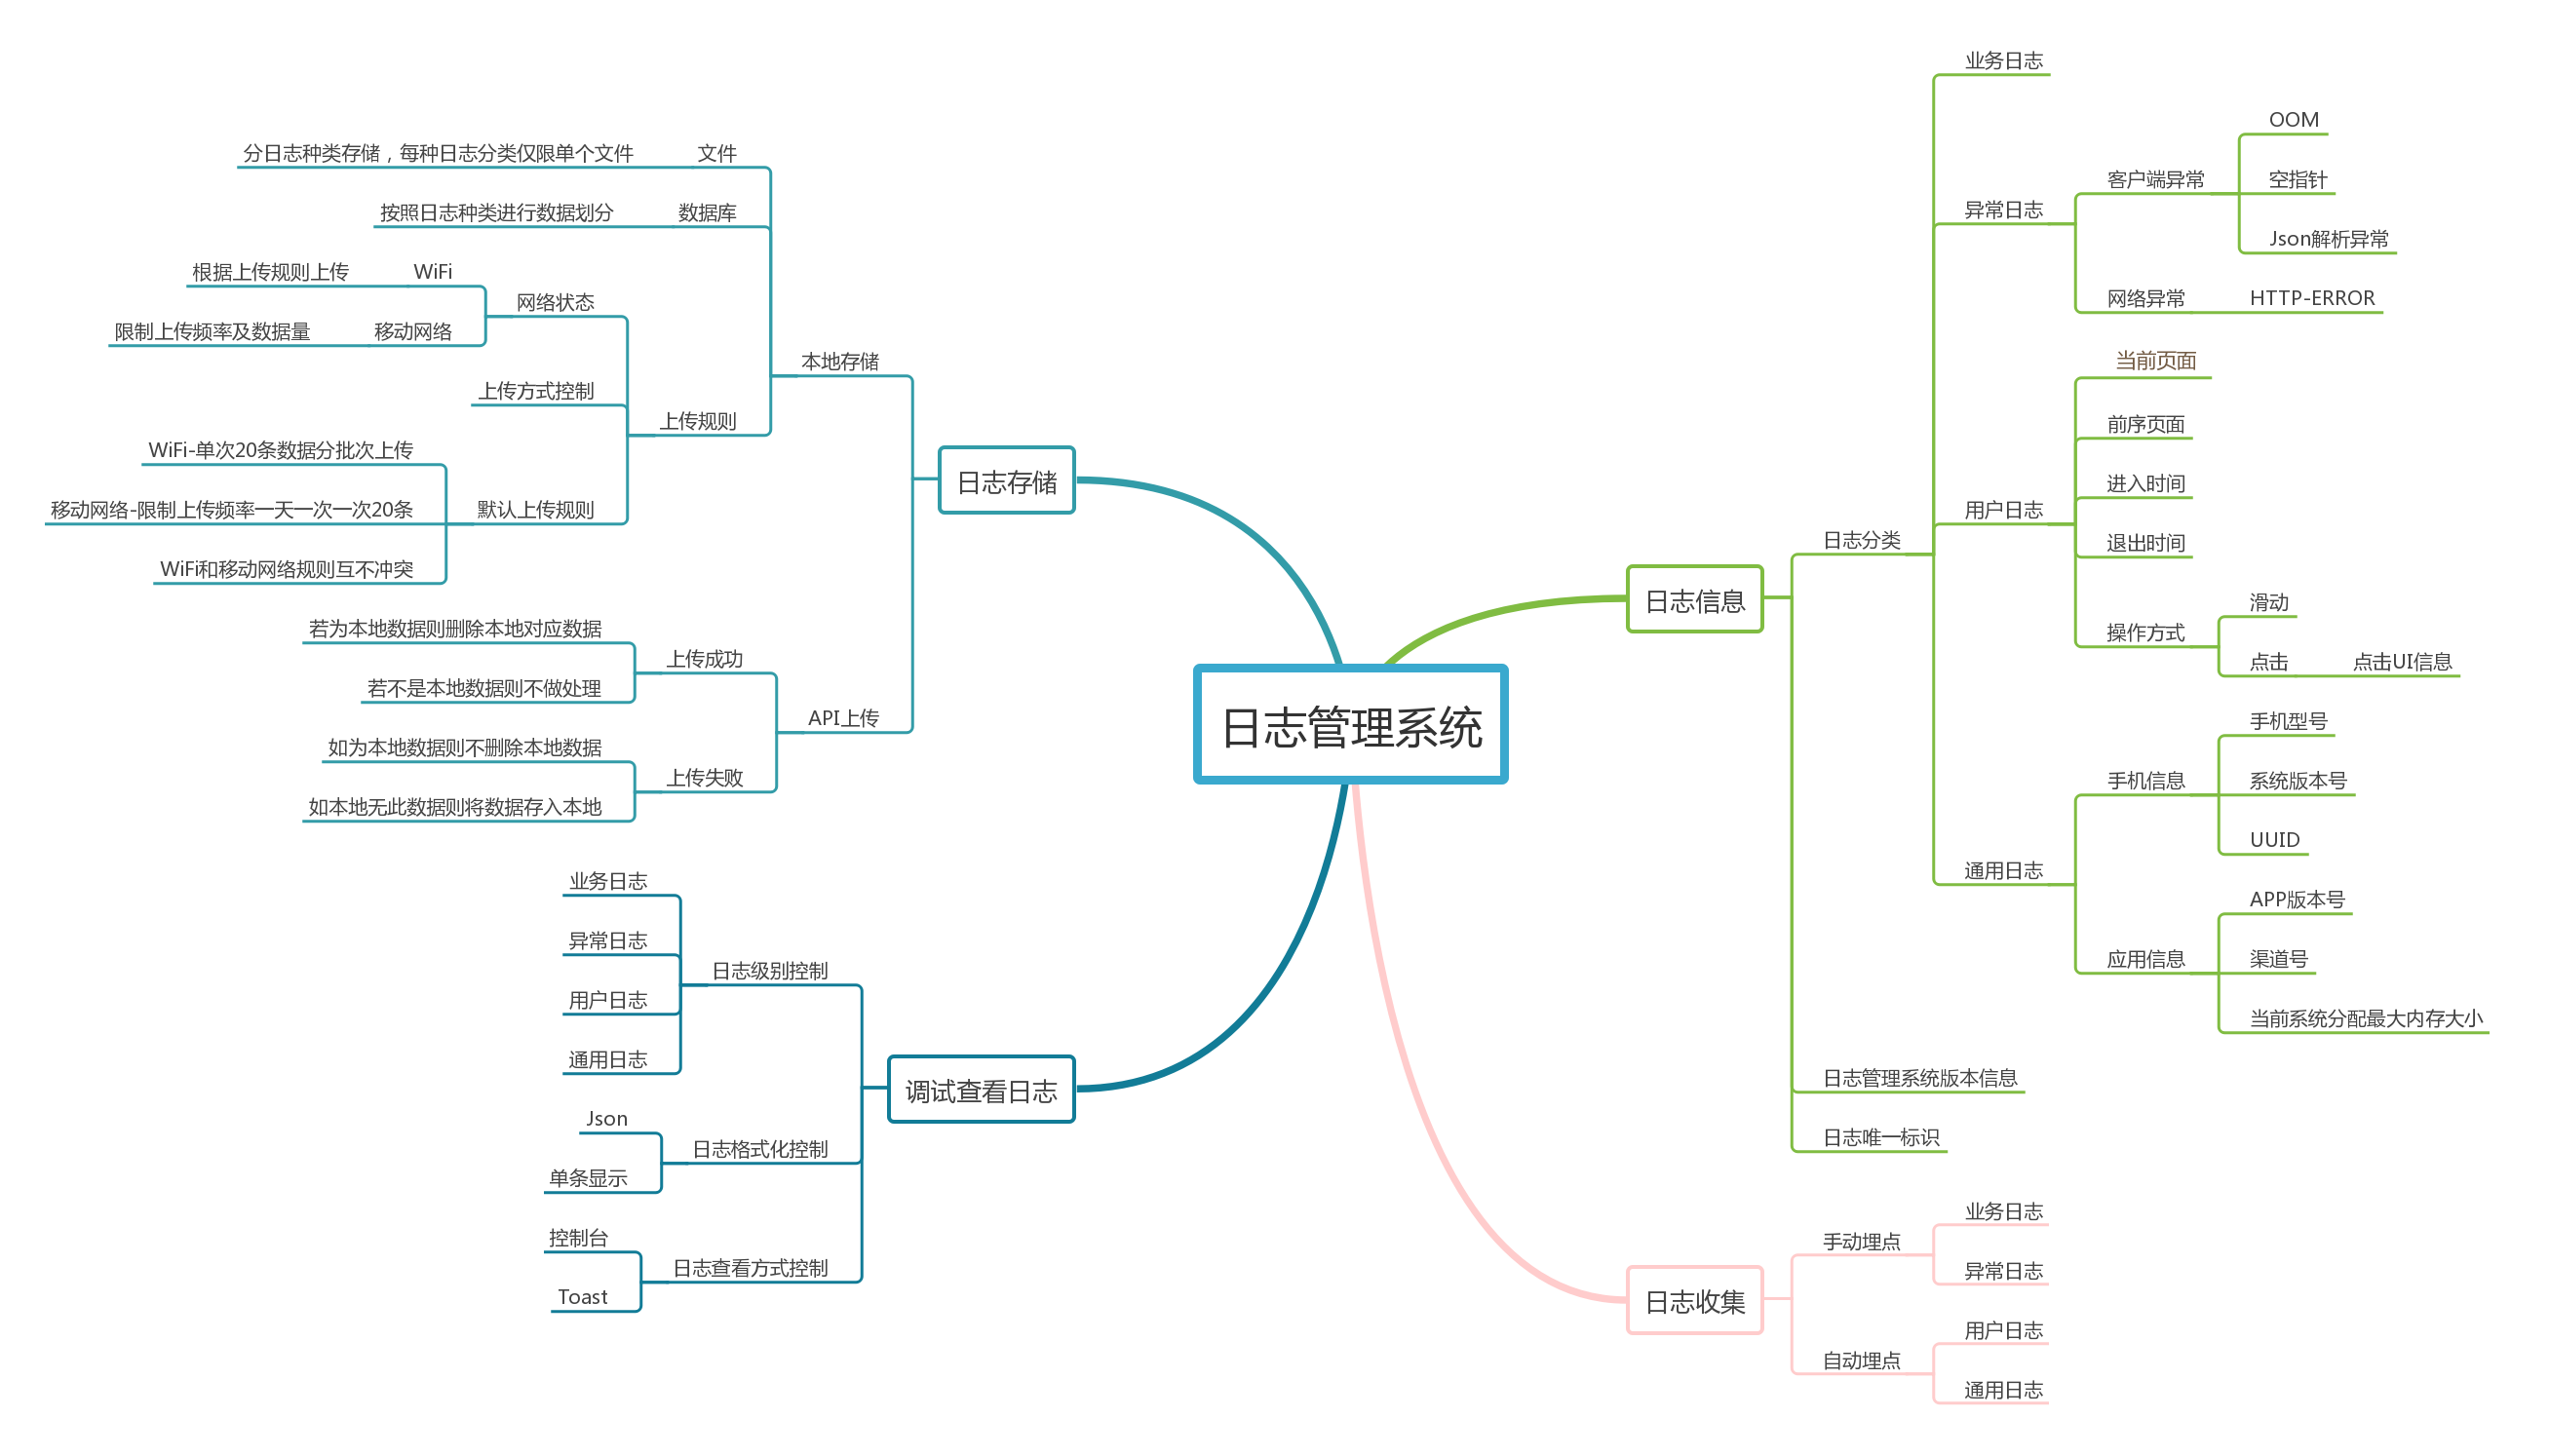 日志管理系统
日志信息
日志分类
业务日志
异常日志
客户端异常
OOM
空指针
Json解析异常
网络异常
HTTP-ERROR
用户日志
当前页面
前序页面
进入时间
退出时间
操作方式
滑动
点击
点击UI信息
通用日志
手机信息
手机型号
系统版本号
UUID
应用信息
APP版本号
渠道号
当前系统分配最大内存大小
日志管理系统版本信息
日志唯一标识
日志收集
手动埋点
业务日志
异常日志
自动埋点
用户日志
通用日志
日志存储
本地存储
文件
分日志种类存储，每种日志分类仅限单个文件
数据库
按照日志种类进行数据划分
上传规则
网络状态
WiFi
根据上传规则上传
移动网络
限制上传频率及数据量
上传方式控制
默认上传规则
WiFi-单次20条数据分批次上传
移动网络-限制上传频率一天一次一次20条
WiFi和移动网络规则互不冲突
API上传
上传成功
若为本地数据则删除本地对应数据
若不是本地数据则不做处理
上传失败
如为本地数据则不删除本地数据
如本地无此数据则将数据存入本地
调试查看日志
日志级别控制
业务日志
异常日志
用户日志
通用日志
日志格式化控制
Json
单条显示
日志查看方式控制
控制台
Toast